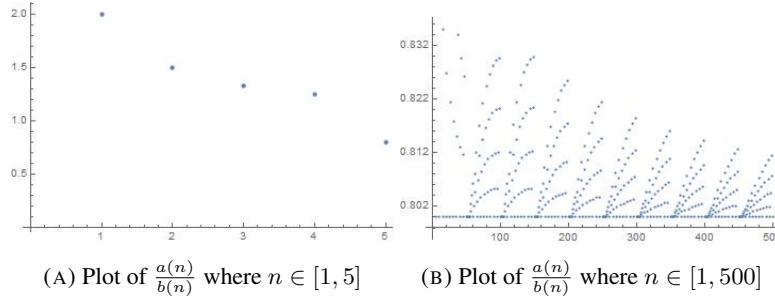 2.0
1.5
1.0
0.5
1 2 3 4 5
0.832
0.822
0.812
0.802
100 200 300 400 500
(A) Plot of a(n)/b(n) where n ∈ [1, 5]
(B) Plot of a(n)/b(n) where n ∈ [1, 500]